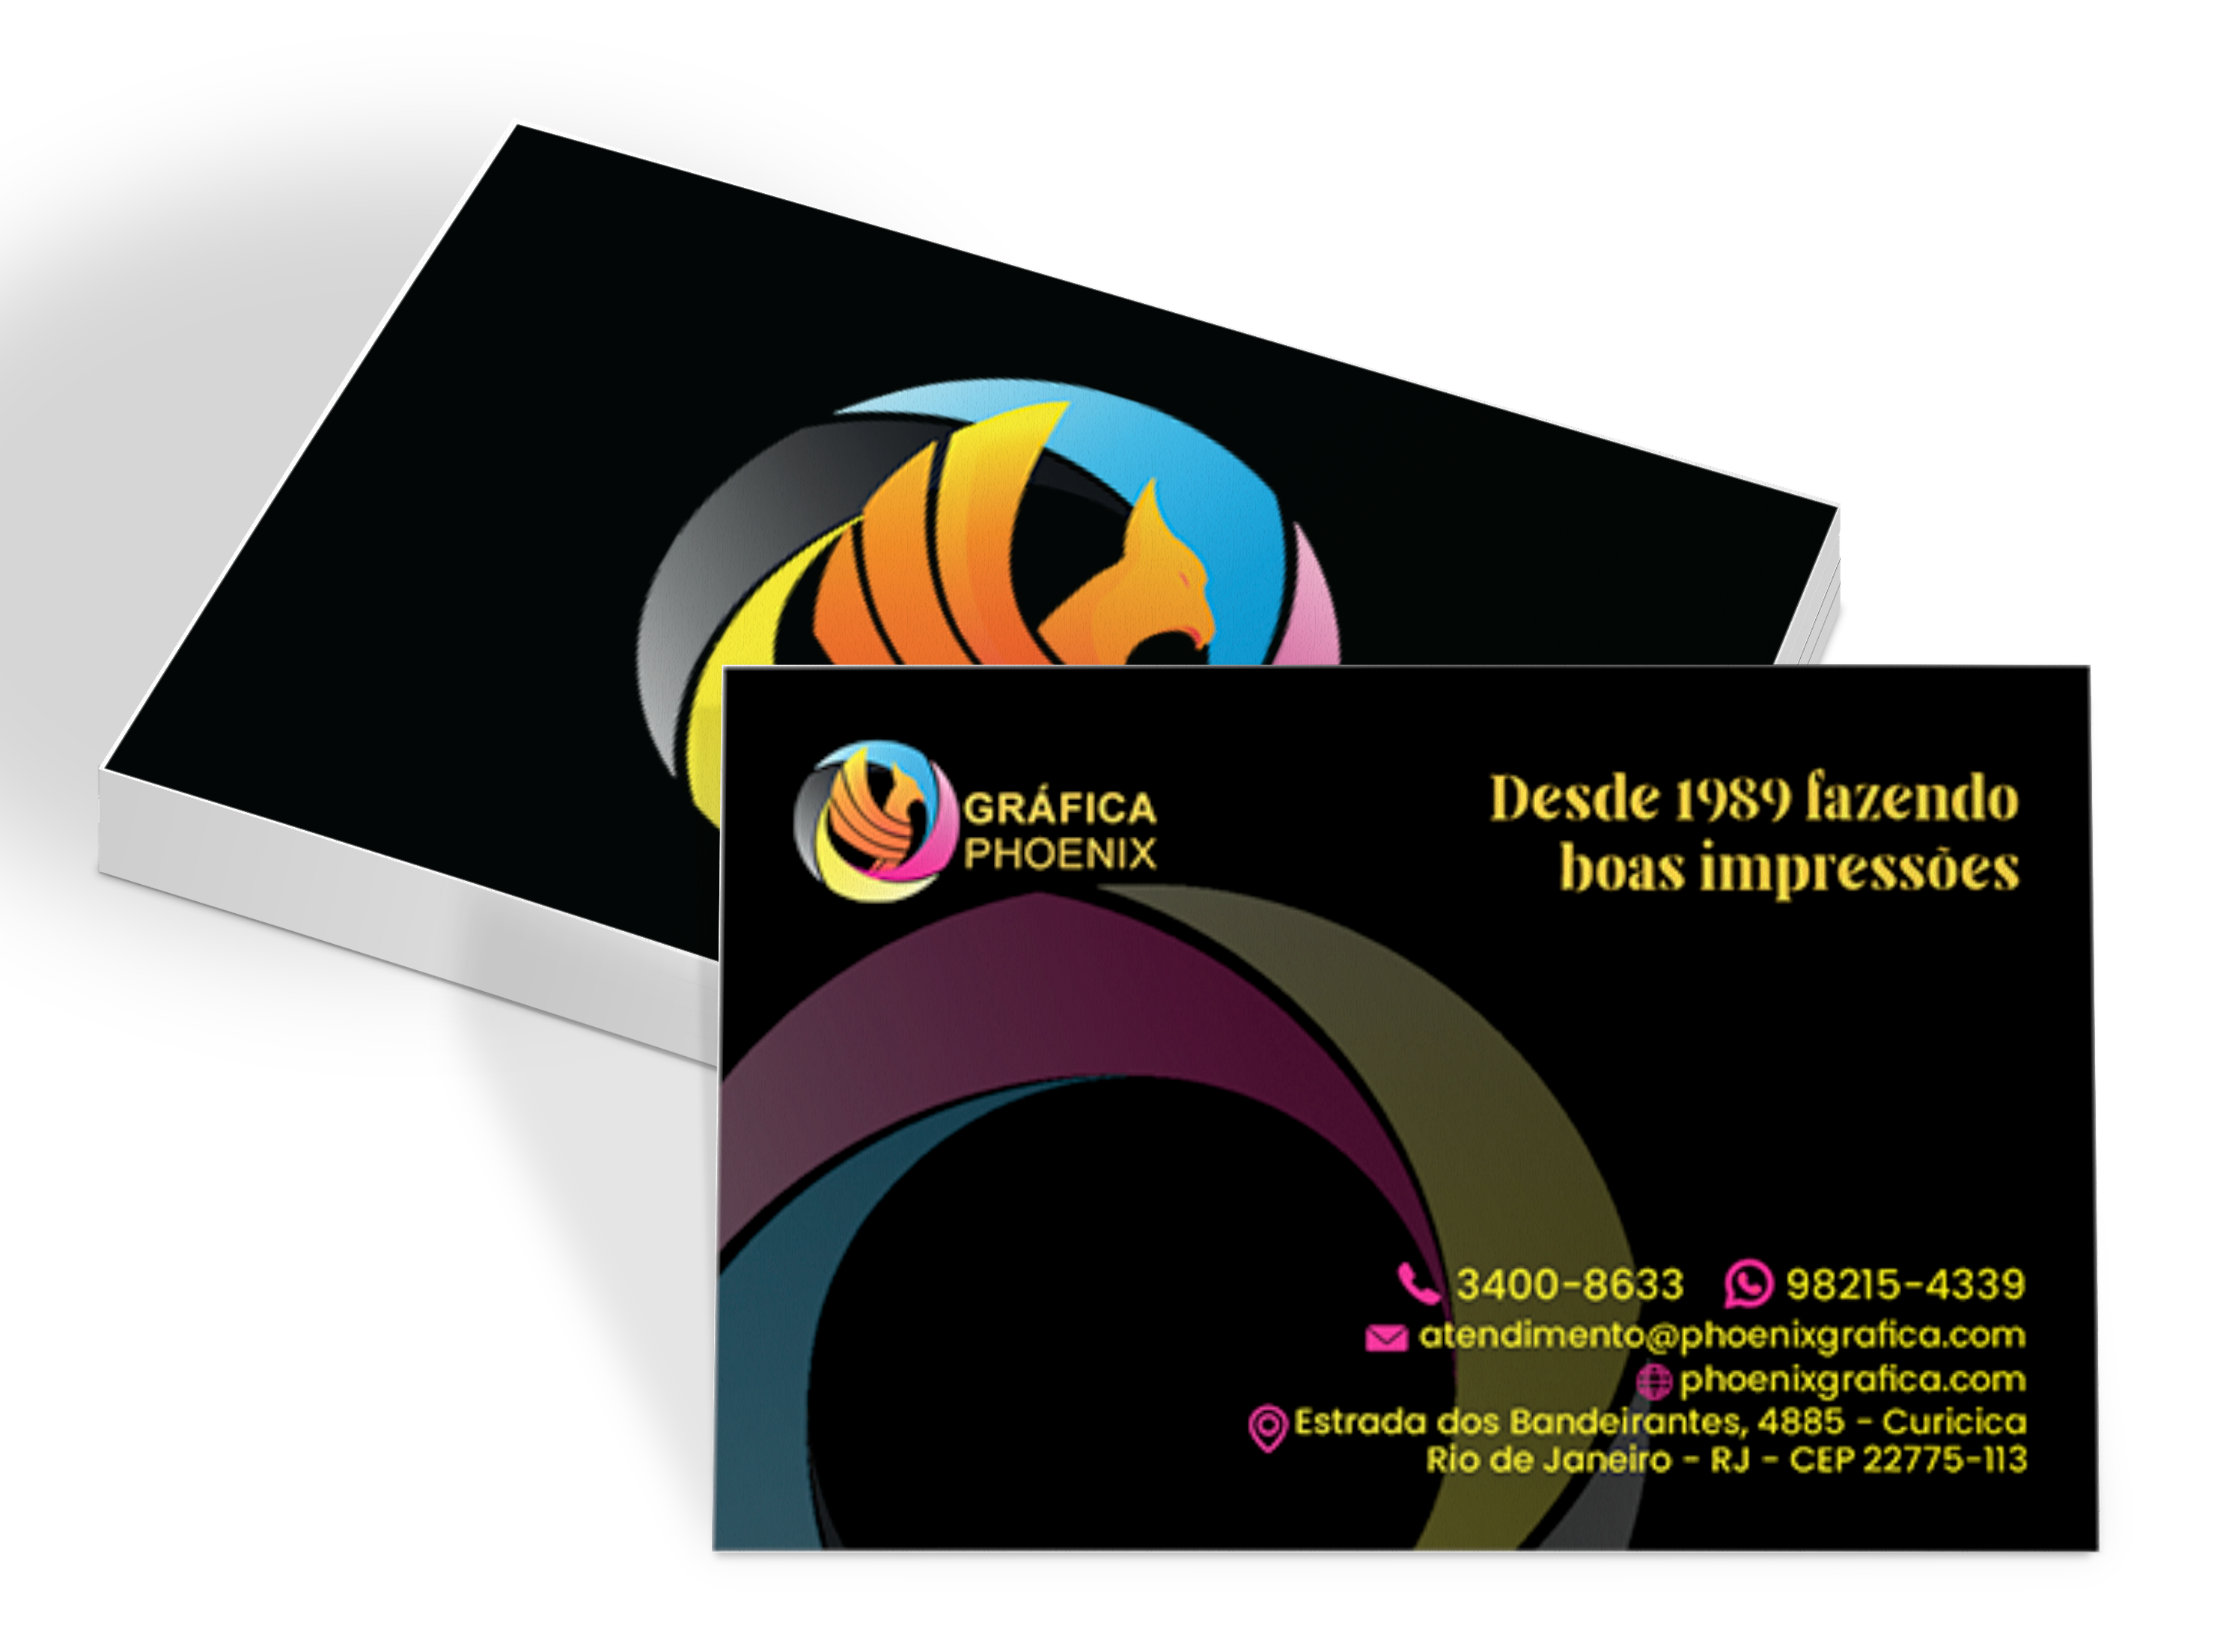 GRÁFICA
PHOENIX
Desde 1989 fazendo
boas impressões
3400-8633 98215-4339
atendimento@phoenixgrafica.com
phoenixgrafica.com
Estrada dos Bandeirantes, 4885 - Curicica
Rio de Janeiro - RJ - CEP 22775-113